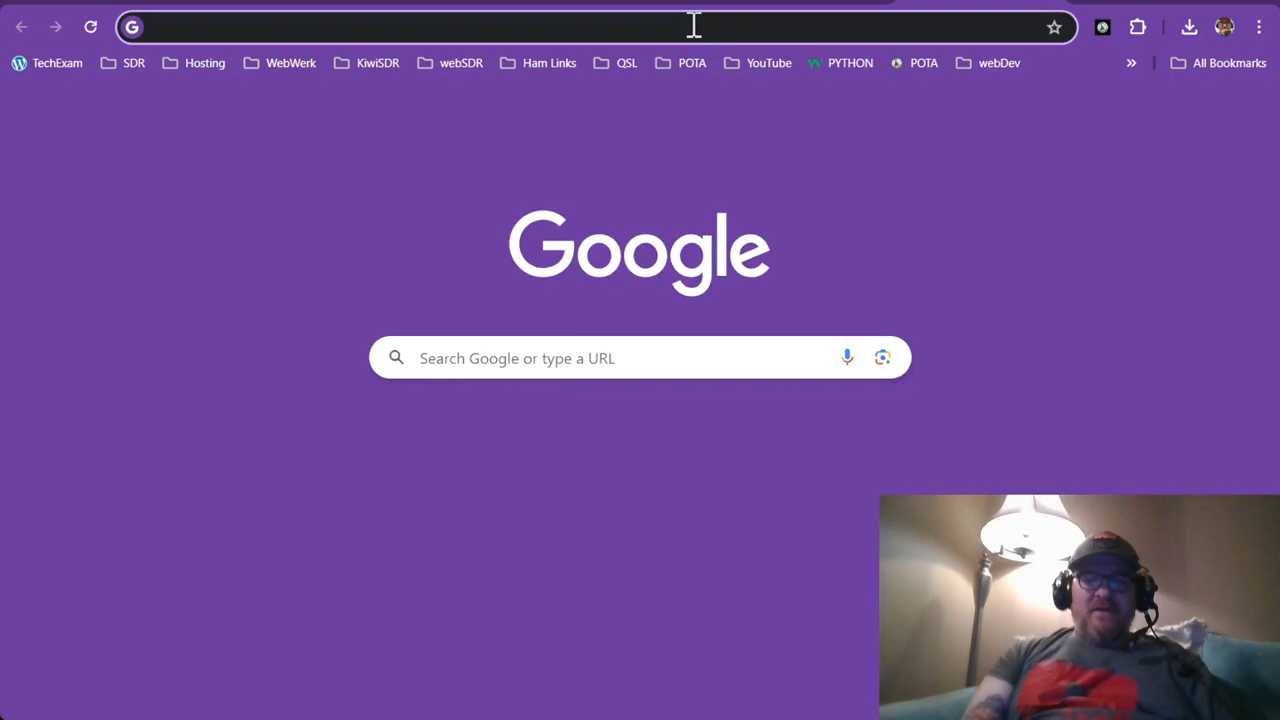 TechExam SDR Hosting WebWerk KiwiSDR webSDR Ham Links QSL POTA YouTube PYTHON POTA webDev » All Bookmarks
Google
Search Google or type a URL